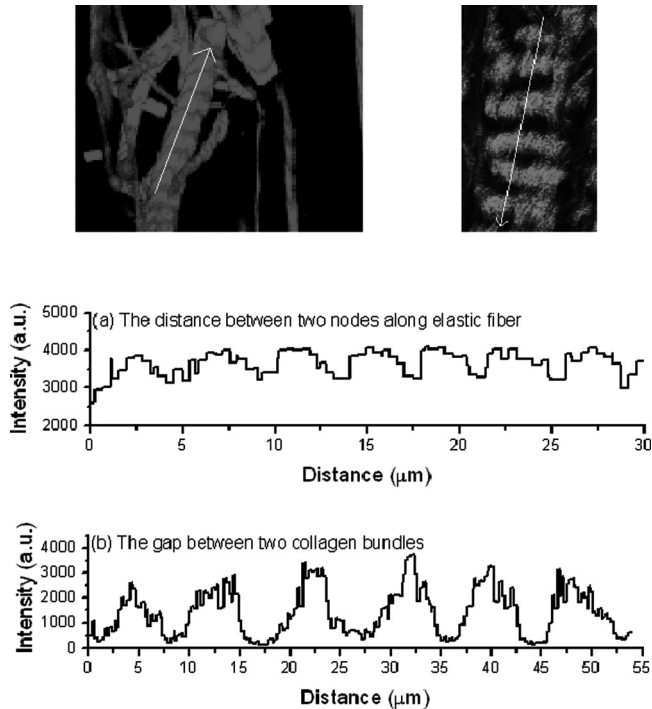 (a) The distance between two nodes along elastic fiber
Intensity (a.u.)
5000
4000
3000
2000
0 5 10 15 20 25 30
Distance (μm)
(b) The gap between two collagen bundles
Intensity (a.u.)
4000
3000
2000
1000
0
0 5 10 15 20 25 30 35 40 45 50 55
Distance (μm)